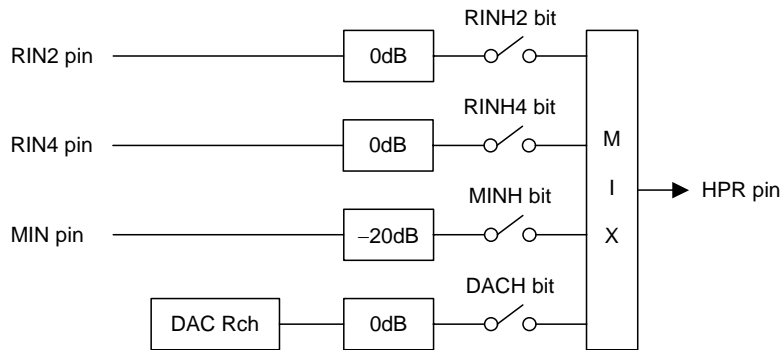 RINH2 bit
RIN2 pin
0dB
RINH4 bit
RIN4 pin
0dB
M
I
X
HPR pin
MINH bit
MIN pin
−20dB
DACH bit
DAC Rch
0dB